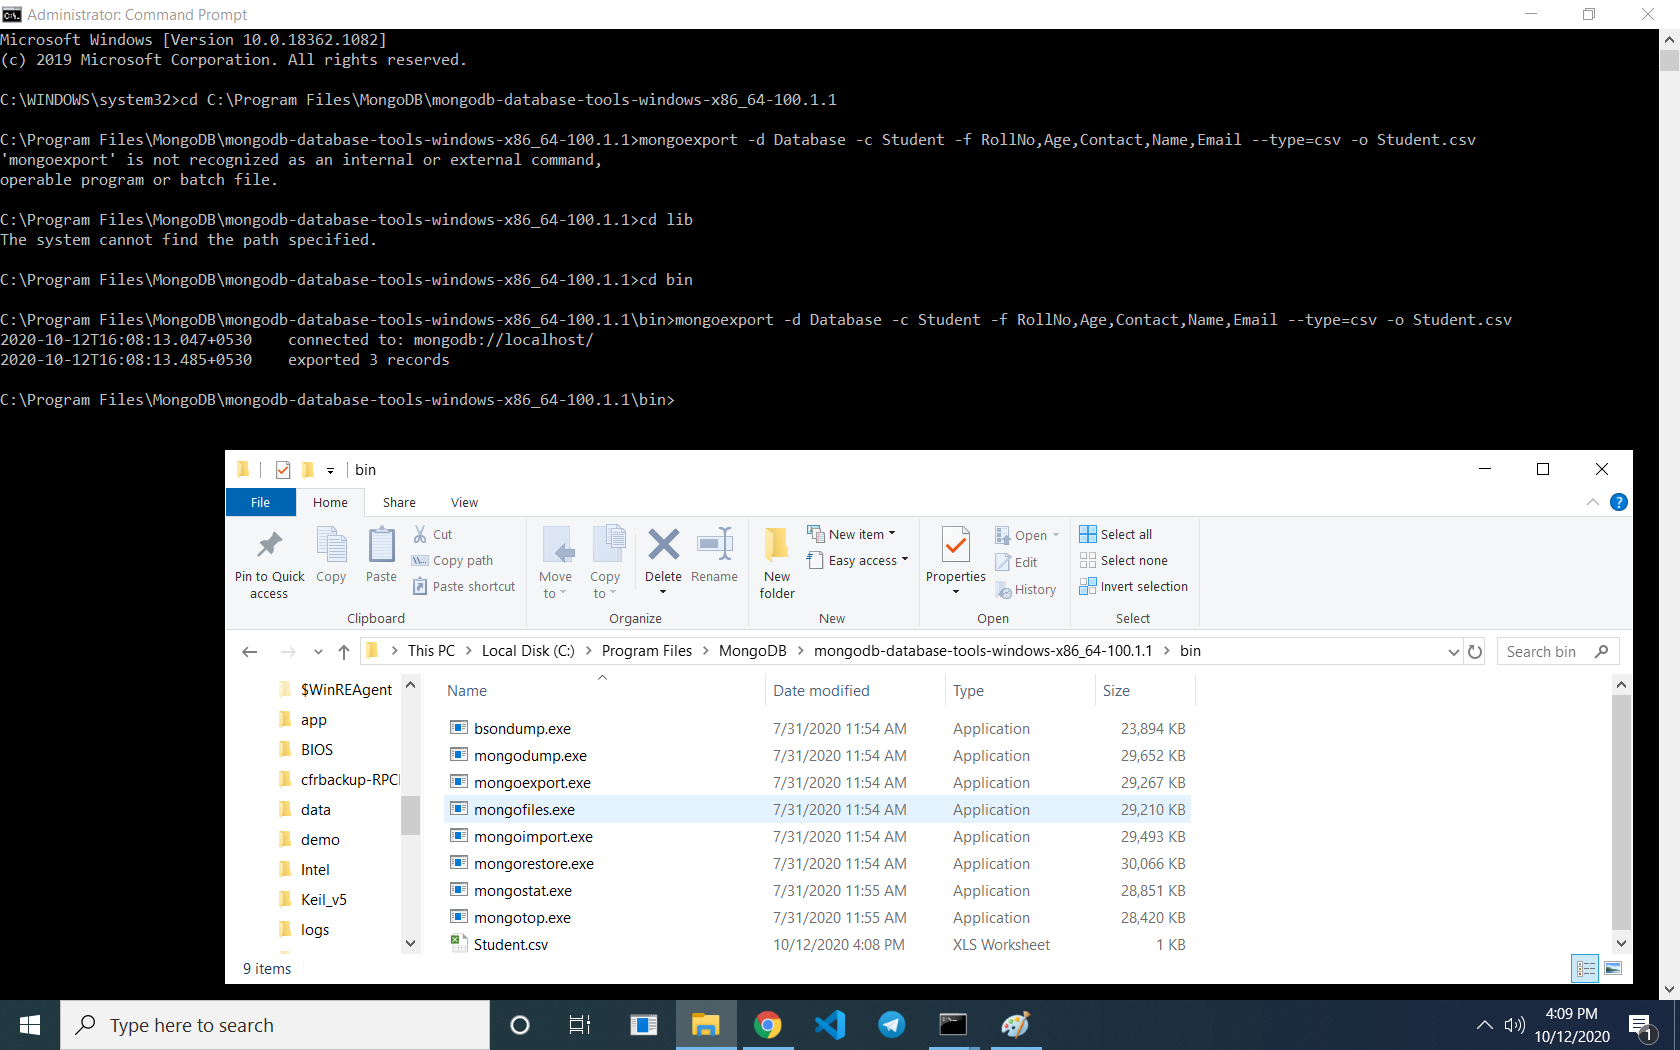 Administrator: Command Prompt
Microsoft Windows [Version 10.0.18362.1082]
(c) 2019 Microsoft Corporation. All rights reserved.
C:\WINDOWS\system32>cd C:\Program Files\MongoDB\mongodb-database-tools-windows-x86_64-100.1.1
C:\Program Files\MongoDB\mongodb-database-tools-windows-x86_64-100.1.1>mongoexport -d Database -c Student -f RollNo,Age,Contact,Name,Email --type=csv -o Student.csv
'mongoexport' is not recognized as an internal or external command,
operable program or batch file.
C:\Program Files\MongoDB\mongodb-database-tools-windows-x86_64-100.1.1>cd lib
The system cannot find the path specified.
C:\Program Files\MongoDB\mongodb-database-tools-windows-x86_64-100.1.1>cd bin
C:\Program Files\MongoDB\mongodb-database-tools-windows-x86_64-100.1.1\bin>mongoexport -d Database -c Student -f RollNo,Age,Contact,Name,Email --type=csv -o Student.csv
2020-10-12T16:08:13.047+0530    connected to: mongodb://localhost/
2020-10-12T16:08:13.485+0530    exported 3 records
C:\Program Files\MongoDB\mongodb-database-tools-windows-x86_64-100.1.1\bin>
bin
File Home Share View
Pin to Quick access
Copy
Paste
Cut
Copy path
Paste shortcut
Clipboard
Move to
Copy to
Delete
Rename
Organize
New folder
New item
Easy access
New
Properties
Open
Edit
History
Open
Select all
Select none
Invert selection
Select
This PC > Local Disk (C:) > Program Files > MongoDB > mongodb-database-tools-windows-x86_64-100.1.1 > bin
Search bin
$WinREAgent
app
BIOS
cfrbackup-RPC
data
demo
Intel
Keil_v5
logs
Name Date modified Type Size
bsondump.exe 7/31/2020 11:54 AM Application 23,894 KB
mongodump.exe 7/31/2020 11:54 AM Application 29,652 KB
mongoexport.exe 7/31/2020 11:54 AM Application 29,267 KB
mongofiles.exe 7/31/2020 11:54 AM Application 29,210 KB
mongoimport.exe 7/31/2020 11:54 AM Application 29,493 KB
mongorestore.exe 7/31/2020 11:54 AM Application 30,066 KB
mongostat.exe 7/31/2020 11:55 AM Application 28,851 KB
mongotop.exe 7/31/2020 11:55 AM Application 28,420 KB
Student.csv 10/12/2020 4:08 PM XLS Worksheet 1 KB
9 items
Type here to search
4:09 PM
10/12/2020
1